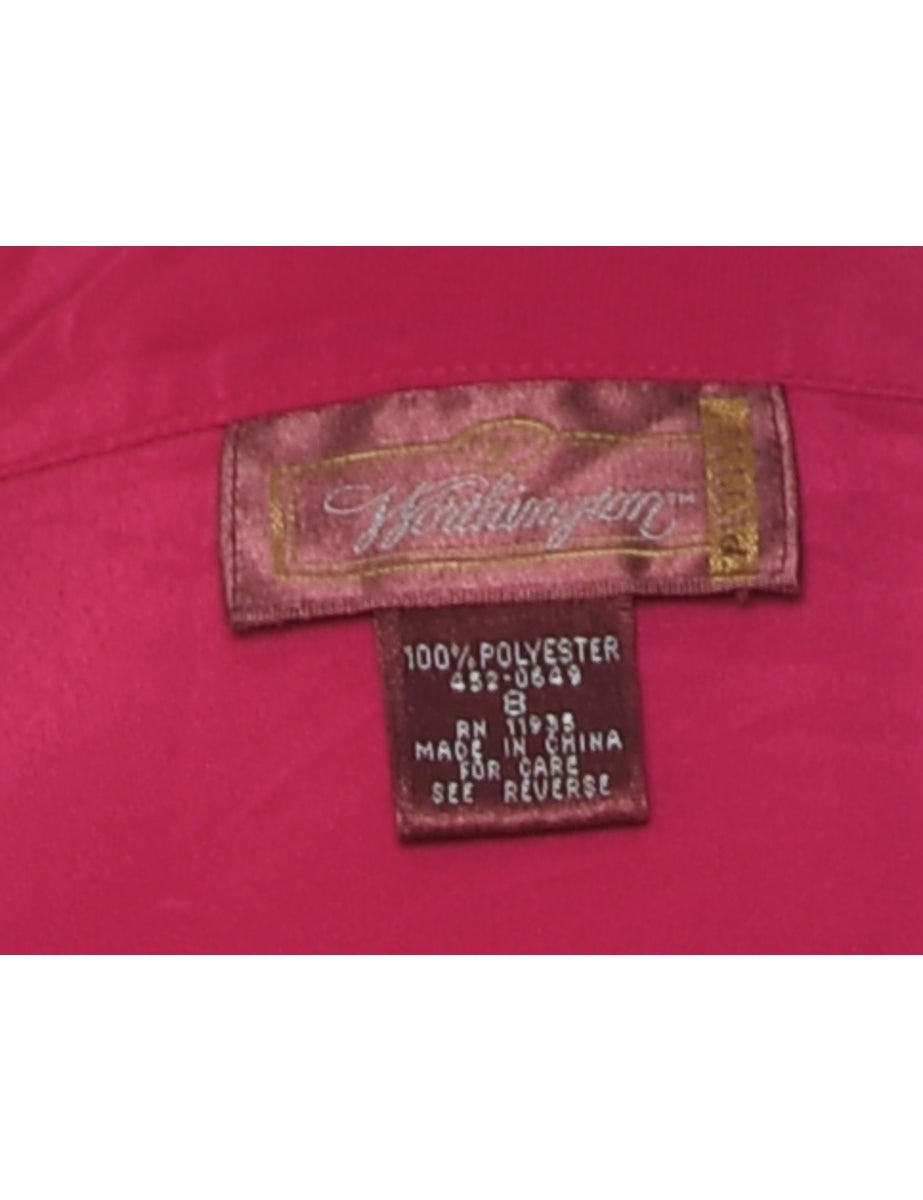 Worthington™
PETITE
100% POLYESTER
452-0649
8
RN 11935
MADE IN CHINA
FOR CARE
SEE REVERSE